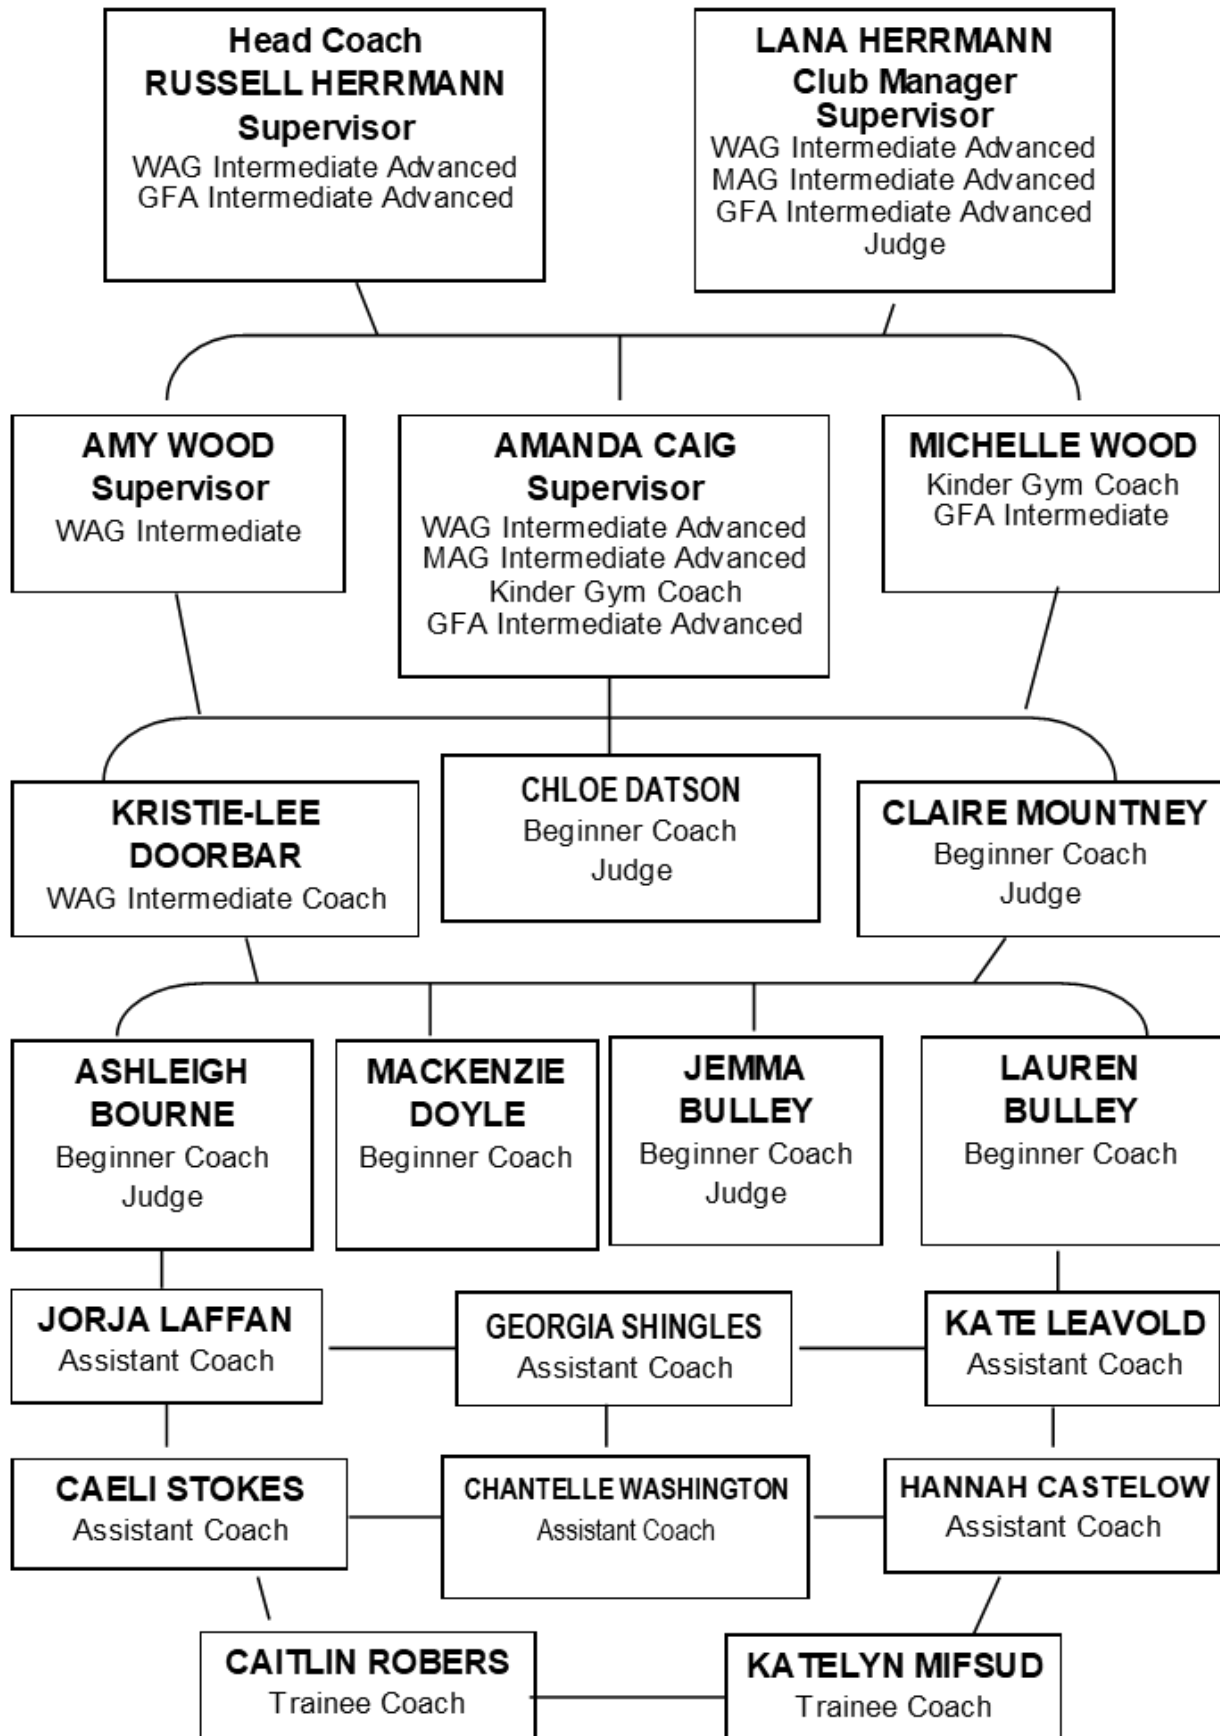 Head Coach
RUSSELL HERRMANN
Supervisor
WAG Intermediate Advanced
GFA Intermediate Advanced
LANA HERRMANN
Club Manager
Supervisor
WAG Intermediate Advanced
MAG Intermediate Advanced
GFA Intermediate Advanced
Judge
AMY WOOD
Supervisor
WAG Intermediate
AMANDA CAIG
Supervisor
WAG Intermediate Advanced
MAG Intermediate Advanced
Kinder Gym Coach
GFA Intermediate Advanced
MICHELLE WOOD
Kinder Gym Coach
GFA Intermediate
KRISTIE-LEE
DOORBAR
WAG Intermediate Coach
CHLOE DATSON
Beginner Coach
Judge
CLAIRE MOUNTNEY
Beginner Coach
Judge
ASHLEIGH
BOURNE
Beginner Coach
Judge
MACKENZIE
DOYLE
Beginner Coach
JEMMA
BULLEY
Beginner Coach
Judge
LAUREN
BULLEY
Beginner Coach
JORJA LAFFAN
Assistant Coach
GEORGIA SHINGLES
Assistant Coach
KATE LEAVOLD
Assistant Coach
CAELI STOKES
Assistant Coach
CHANTELLE WASHINGTON
Assistant Coach
HANNAH CASTELOW
Assistant Coach
CAITLIN ROBERS
Trainee Coach
KATELYN MIFSUD
Trainee Coach